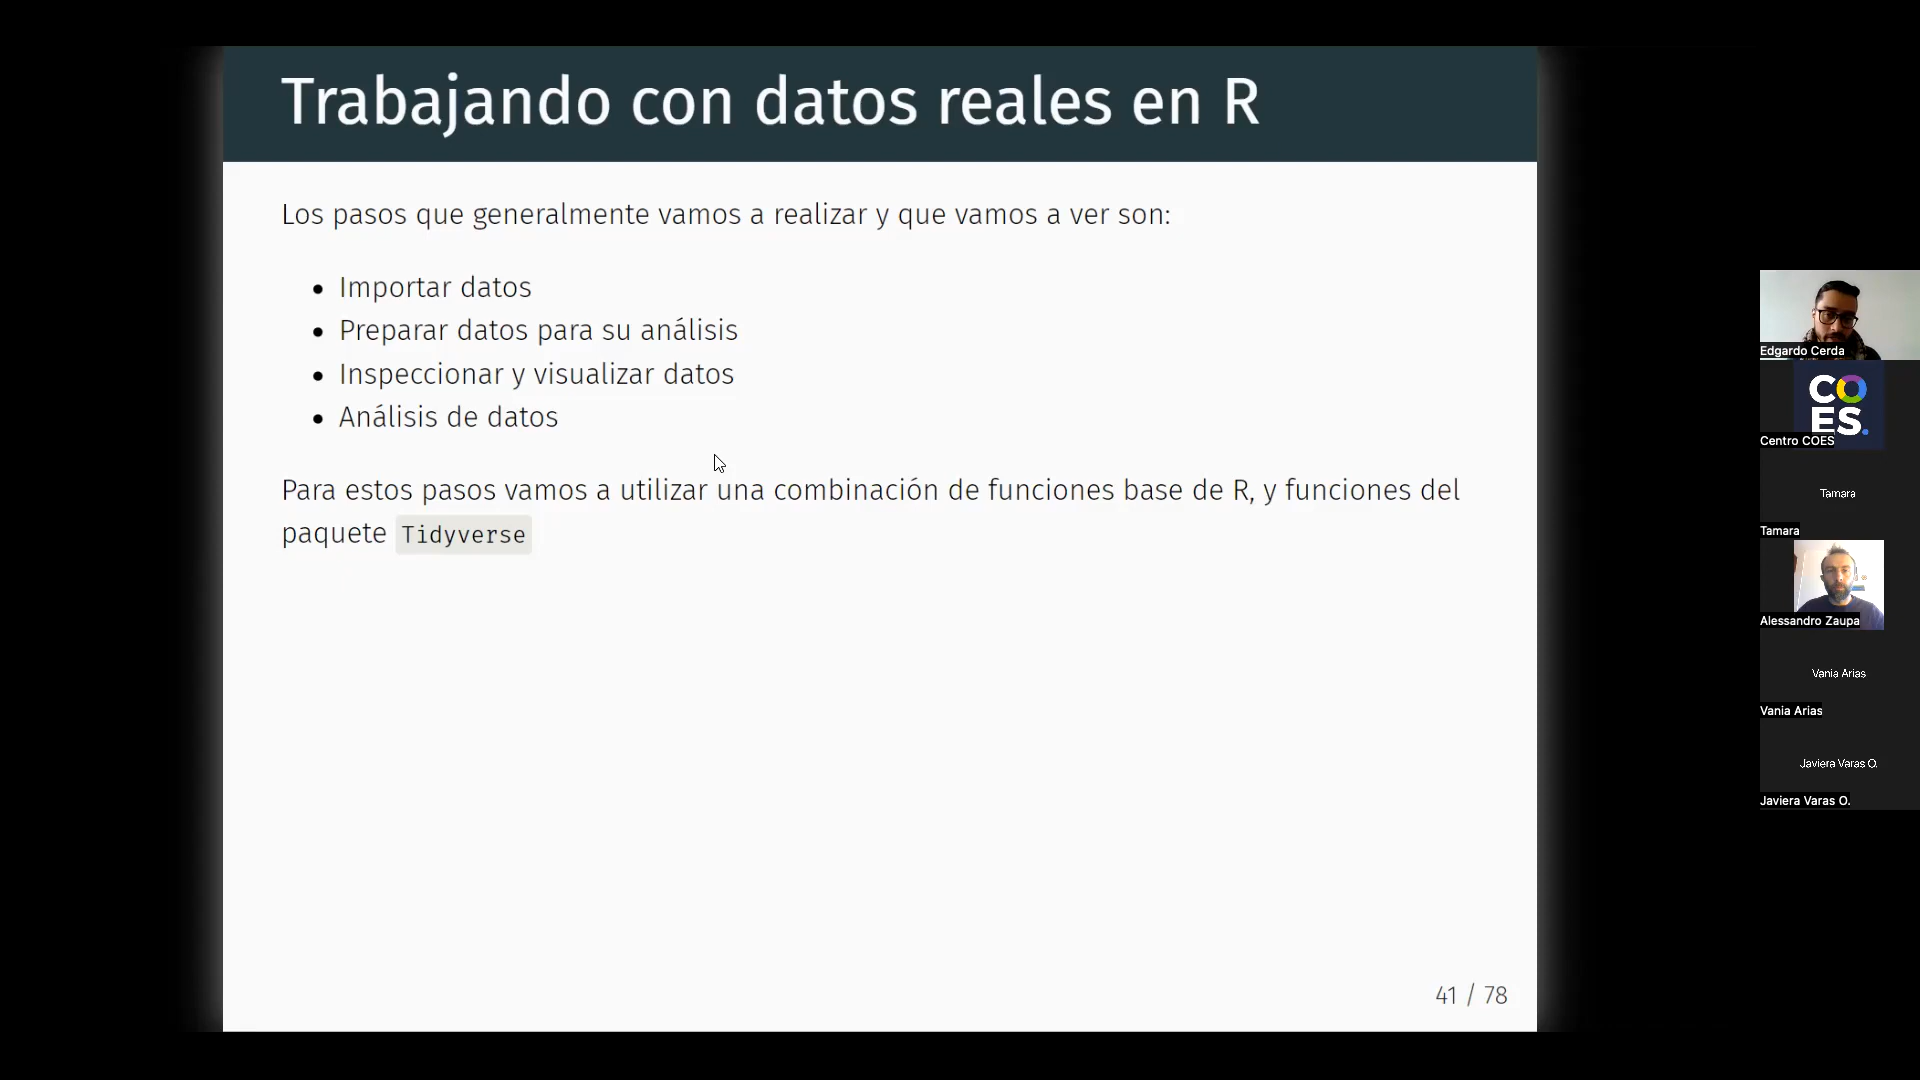 Trabajando con datos reales en R
Los pasos que generalmente vamos a realizar y que vamos a ver son:
• Importar datos
• Preparar datos para su análisis
• Inspeccionar y visualizar datos
• Análisis de datos
Para estos pasos vamos a utilizar una combinación de funciones base de R, y funciones del
paquete Tidyverse
41 / 78
Edgardo Cerda
CO
ES.
Centro COES
Tamara
Tamara
Alessandro Zaupa
Vania Arias
Vania Arias
Javiera Varas O.
Javiera Varas O.